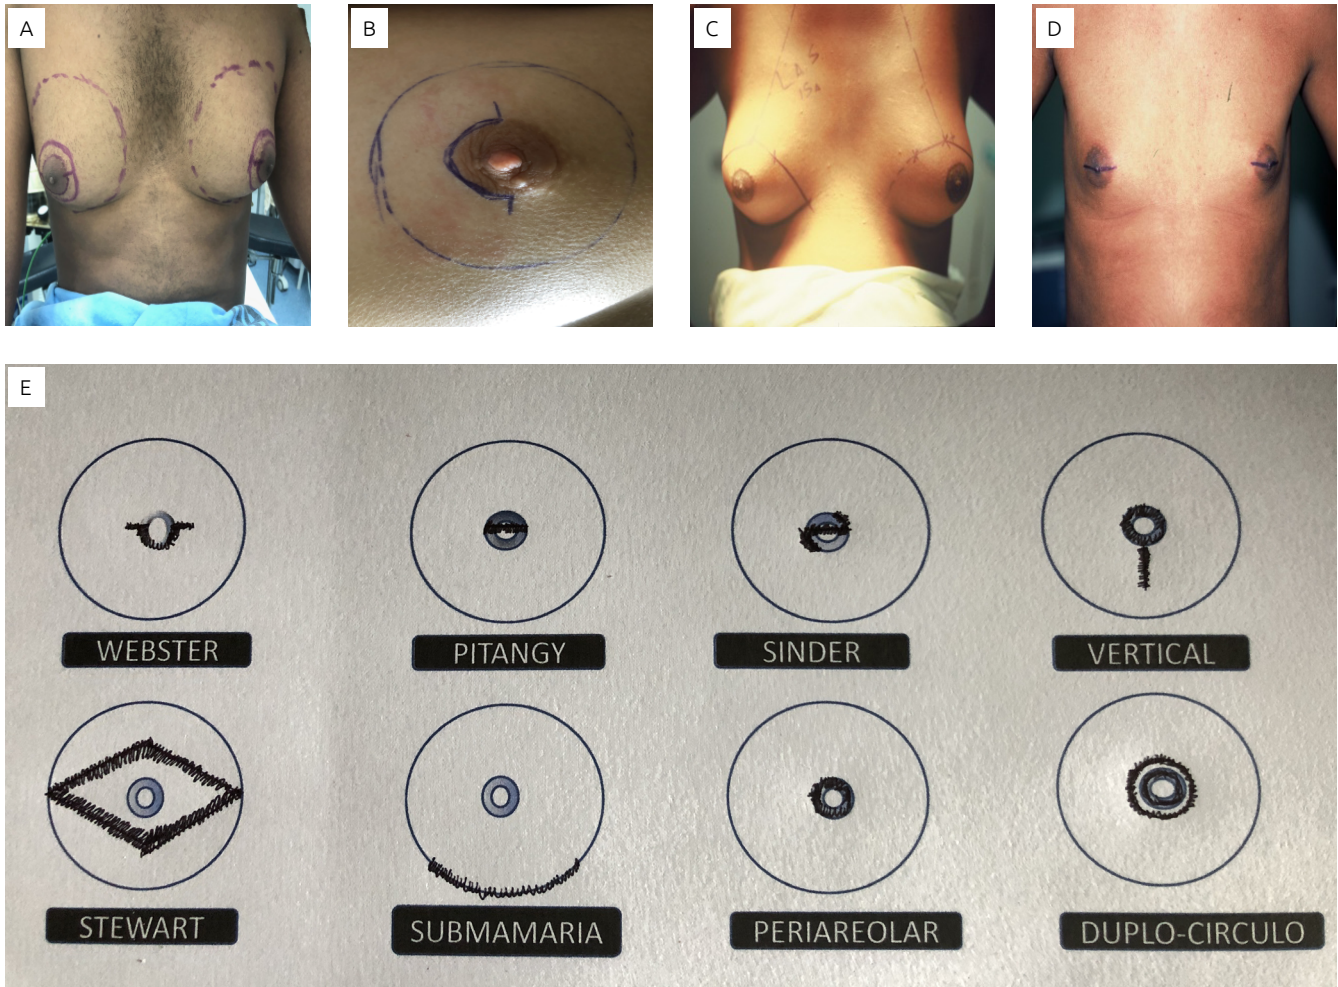 A
B
C
D
E
WEBSTER
PITANGY
SINDER
VERTICAL
STEWART
SUBMAMARIA
PERIAREOLAR
DUPLO-CIRCULO